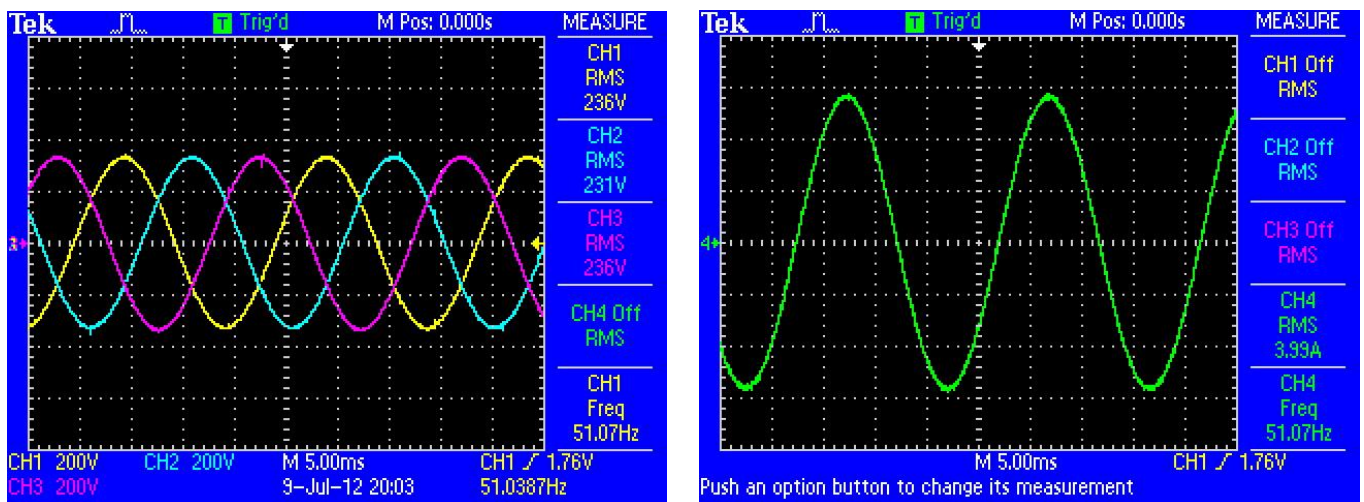 Tek T Trig'd M Pos: 0.000s MEASURE
CH1
RMS
236V
CH2
RMS
231V
CH3
RMS
236V
CH4 Off
RMS
CH1
Freq
51.07Hz
3
CH1 200V CH2 200V M 5.00ms CH1 1.76V
CH3 200V 9-Jul-12 20:03 51.0387Hz
Tek T Trig'd M Pos: 0.000s MEASURE
CH1 Off
RMS
CH2 Off
RMS
CH3 Off
RMS
CH4
RMS
3.99A
CH4
Freq
51.07Hz
4
M 5.00ms CH1 1.76V
Push an option button to change its measurement